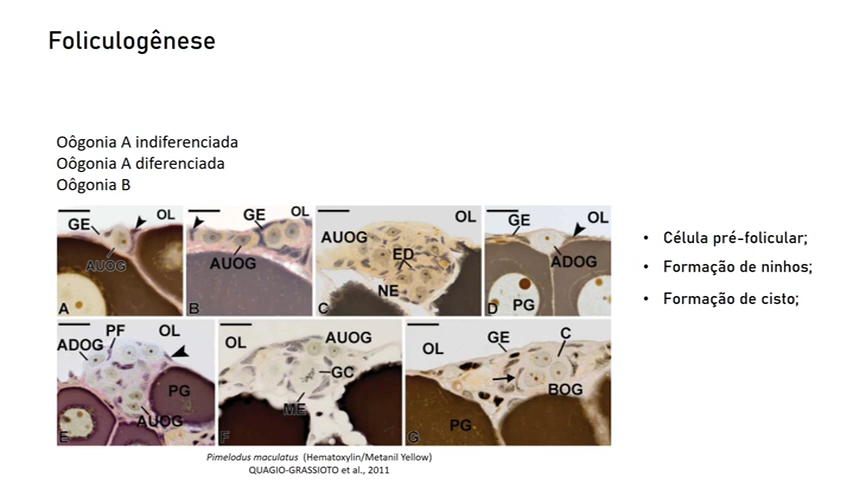 Foliculogênese
Oôgonia A indiferenciada
Oôgonia A diferenciada
Oôgonia B
GE OL
AUOG
A
GE OL
AUOG
B
OL
AUOG
ED
NE
C
GE OL
ADOG
D PG
PF OL
ADOG
PG
AUOG
E
OL AUOG
GC
ME
F
GE C
OL
BOG
PG
G
• Célula pré-folicular;
• Formação de ninhos;
• Formação de cisto;
Pimelodus maculatus (Hematoxylin/Metanil Yellow)
QUAGIO-GRASSIOTO et al., 2011